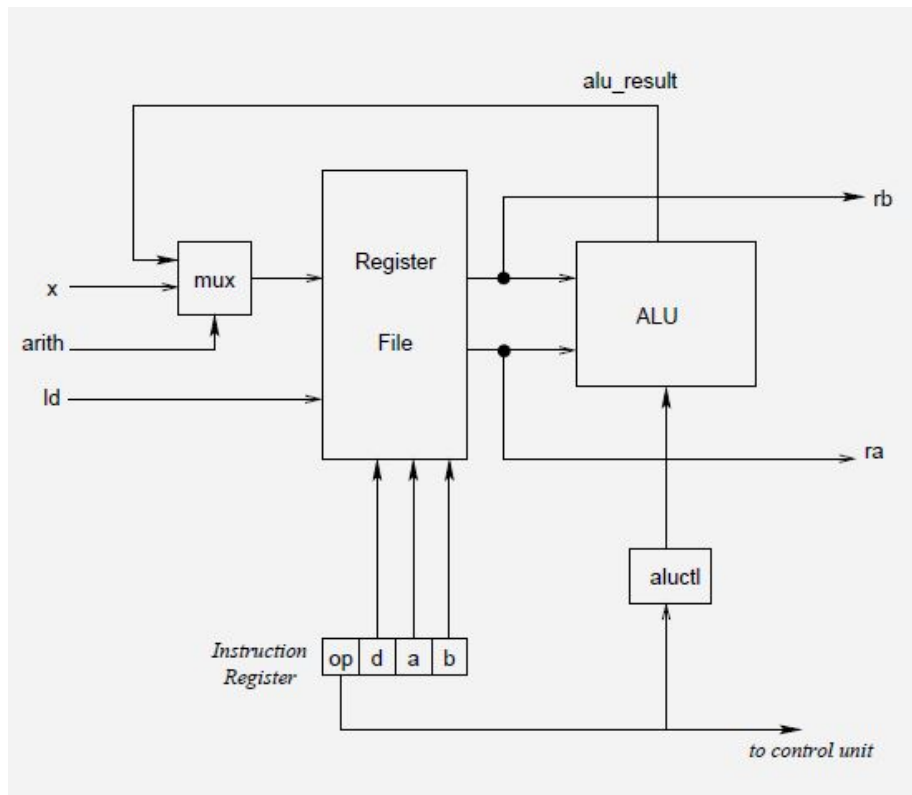 alu_result
rb
Register
mux
x
ALU
arith
File
ld
ra
aluctl
Instruction
Register
op d a b
to control unit